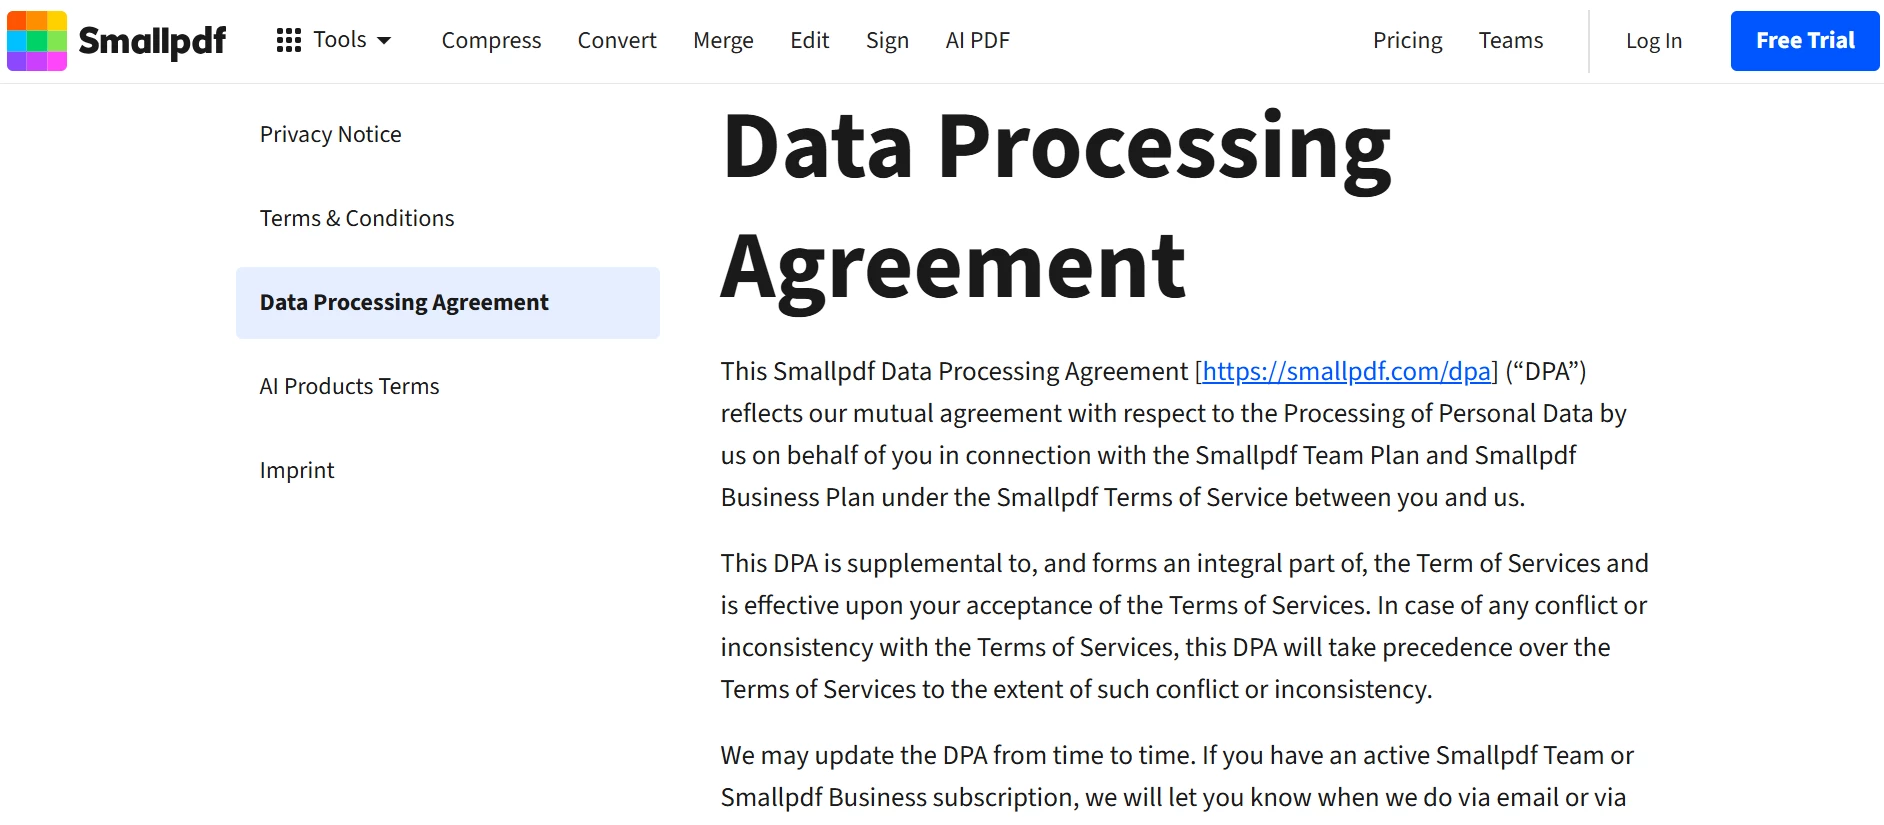 Smallpdf
Tools
Compress
Convert
Merge
Edit
Sign
AI PDF
Pricing
Teams
Log In
Free Trial
Privacy Notice
Terms & Conditions
Data Processing Agreement
AI Products Terms
Imprint
Data Processing
Agreement
This Smallpdf Data Processing Agreement [https://smallpdf.com/dpa] (“DPA”)
reflects our mutual agreement with respect to the Processing of Personal Data by
us on behalf of you in connection with the Smallpdf Team Plan and Smallpdf
Business Plan under the Smallpdf Terms of Service between you and us.
This DPA is supplemental to, and forms an integral part of, the Term of Services and
is effective upon your acceptance of the Terms of Services. In case of any conflict or
inconsistency with the Terms of Services, this DPA will take precedence over the
Terms of Services to the extent of such conflict or inconsistency.
We may update the DPA from time to time. If you have an active Smallpdf Team or
Smallpdf Business subscription, we will let you know when we do via email or via